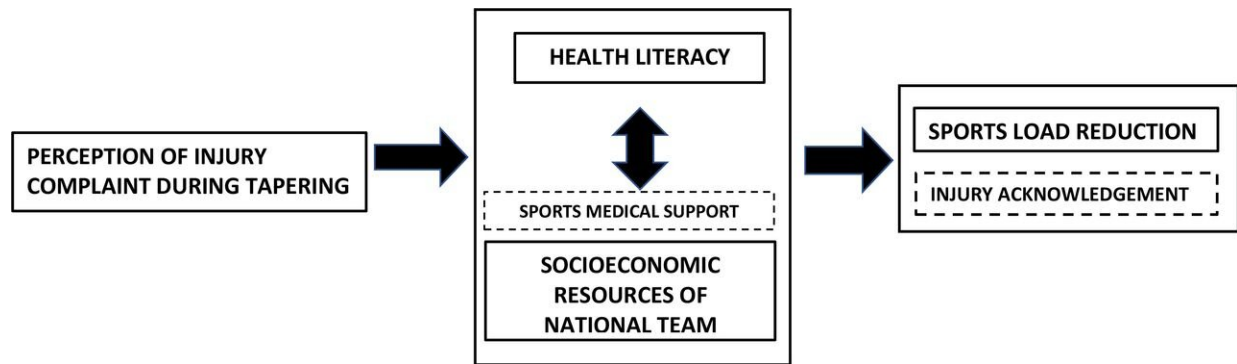 PERCEPTION OF INJURY
COMPLAINT DURING TAPERING
HEALTH LITERACY
SPORTS MEDICAL SUPPORT
SOCIOECONOMIC
RESOURCES OF
NATIONAL TEAM
SPORTS LOAD REDUCTION
INJURY ACKNOWLEDGEMENT